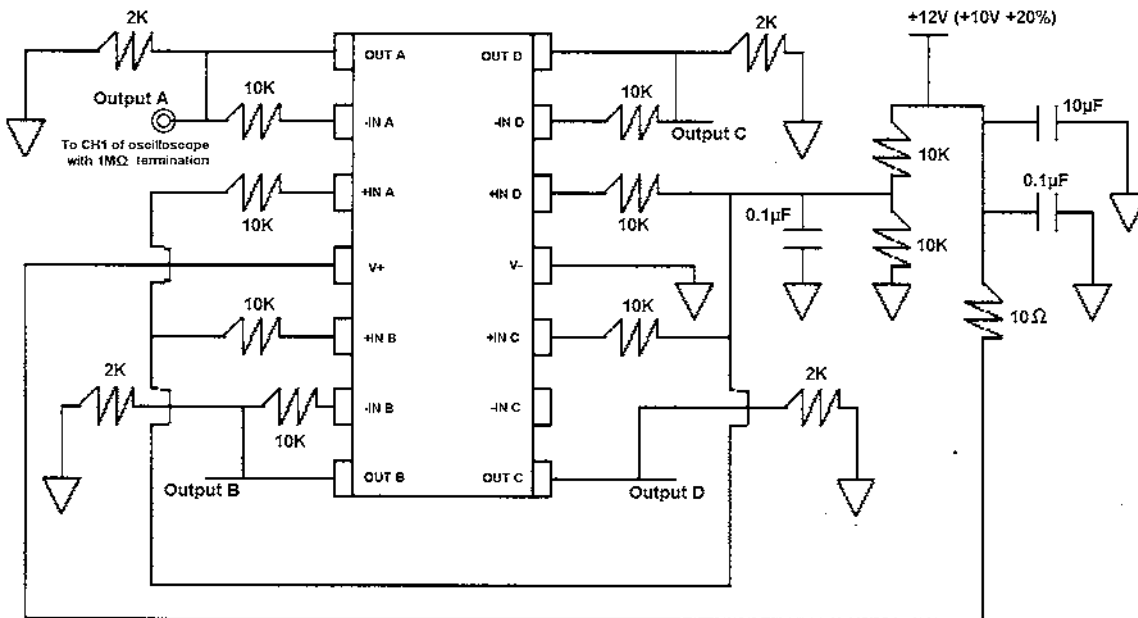 2K
2K
+12V (+10V +20%)
OUT A
OUT D
Output A
10K
10K
10µF
-IN A
-IN D
Output C
To CH1 of oscilloscope
with 1MΩ termination
10K
+IN A
+IN D
0.1µF
10K
10K
0.1µF
10K
V+
V-
10K
10K
10Ω
+IN B
+IN C
2K
2K
-IN B
-IN C
10K
OUT B
OUT C
Output B
Output D